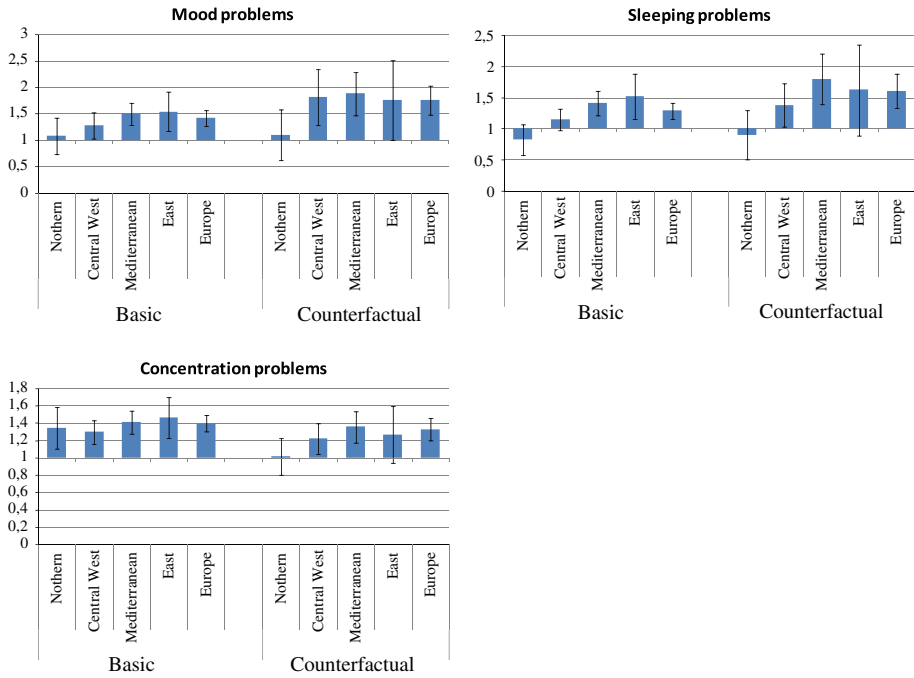 Mood problems
3
2,5
2
1,5
1
0,5
0
Nothern
Central West
Mediterranean
East
Europe
Nothern
Central West
Mediterranean
East
Europe
Basic
Counterfactual
Sleeping problems
2,5
2
1,5
1
0,5
0
Nothern
Central West
Mediterranean
East
Europe
Nothern
Central West
Mediterranean
East
Europe
Basic
Counterfactual
Concentration problems
1,8
1,6
1,4
1,2
1
0,8
0,6
0,4
0,2
0
Nothern
Central West
Mediterranean
East
Europe
Nothern
Central West
Mediterranean
East
Europe
Basic
Counterfactual